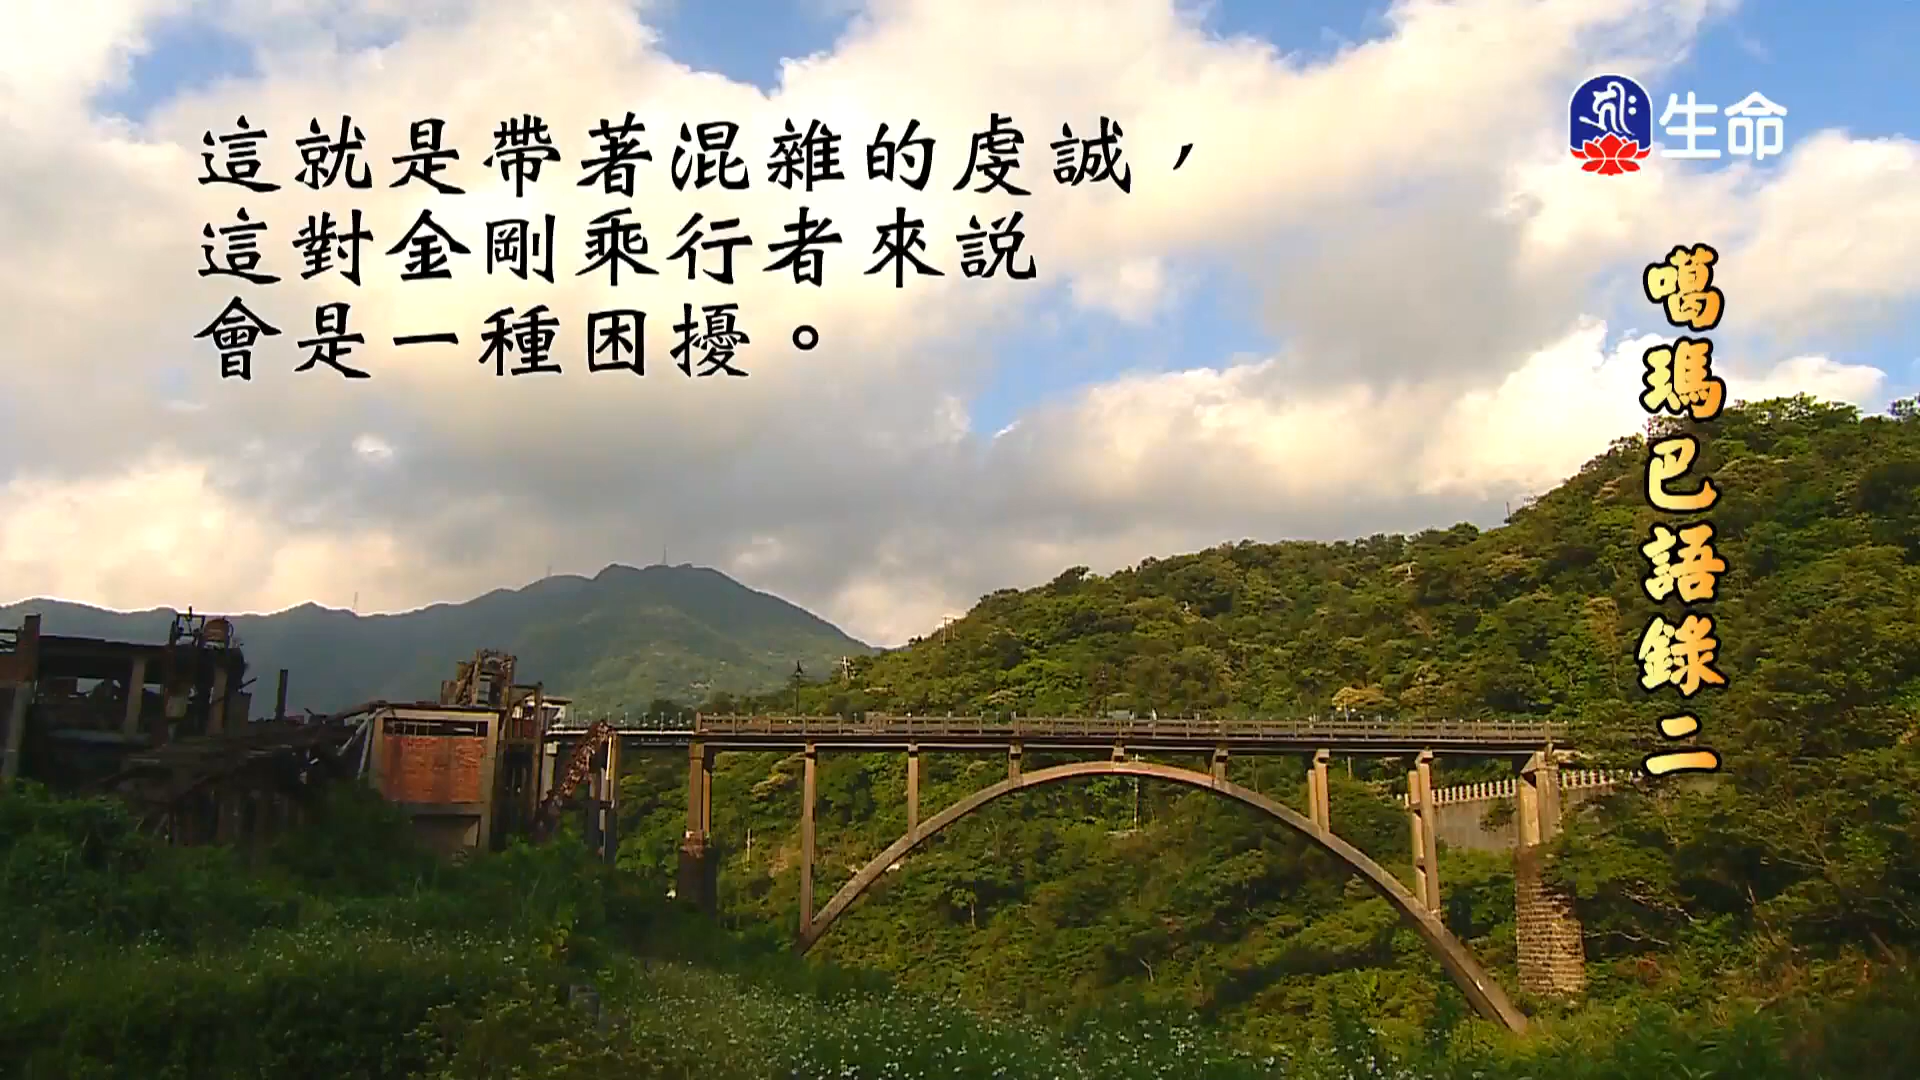 這就是帶著混雜的虔誠，
這對金剛乘行者來説
會是一種困擾。
生命
噶瑪巴語錄二